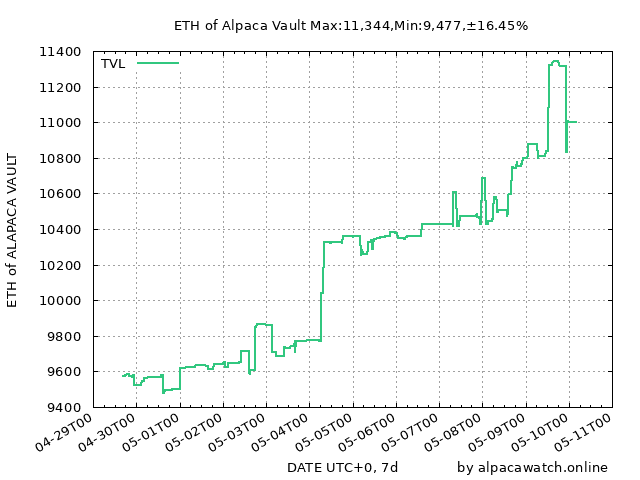 ETH of Alpaca Vault Max:11,344,Min:9,477,±16.45%
TVL
11400
11200
11000
10800
10600
10400
10200
10000
9800
9600
9400
ETH of ALAPACA VAULT
04-29T00
04-30T00
05-01T00
05-02T00
05-03T00
05-04T00
05-05T00
05-06T00
05-07T00
05-08T00
05-09T00
05-10T00
05-11T00
DATE UTC+0, 7d
by alpacawatch.online